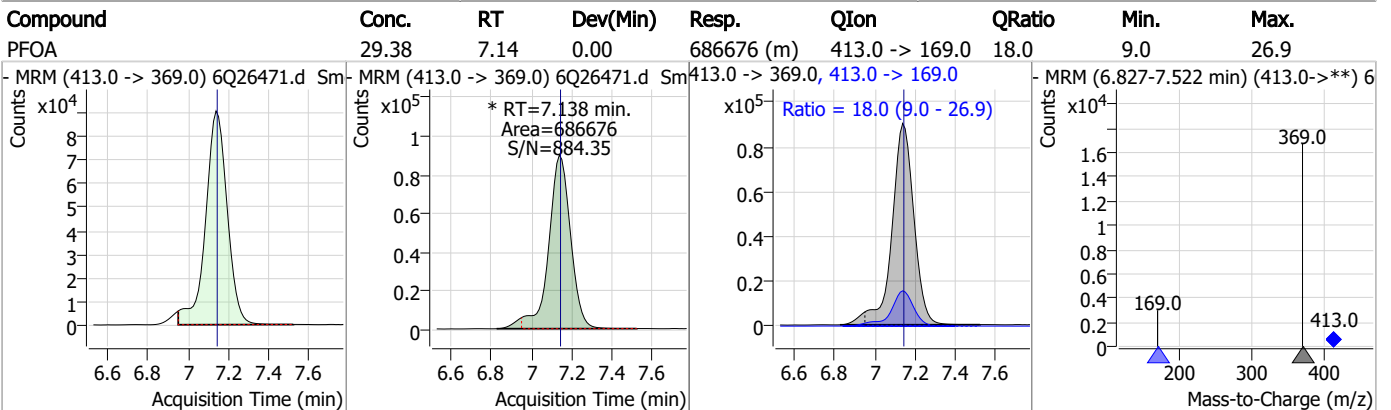 Compound Conc. RT Dev(Min) Resp. QIon QRatio Min. Max.
PFOA 29.38 7.14 0.00 686676 (m) 413.0 -> 169.0 18.0 9.0 26.9
- MRM (413.0 -> 369.0) 6Q26471.d Sm
Counts
x10⁴
8
7
6
5
4
3
2
1
0
6.6 6.8 7 7.2 7.4 7.6
Acquisition Time (min)
- MRM (413.0 -> 369.0) 6Q26471.d Sm
Counts
x10⁵
* RT=7.138 min.
Area=686676
S/N=884.35
1
0.8
0.6
0.4
0.2
0
6.6 6.8 7 7.2 7.4 7.6
Acquisition Time (min)
413.0 -> 369.0, 413.0 -> 169.0
Counts
x10⁵
Ratio = 18.0 (9.0 - 26.9)
0.8
0.6
0.4
0.2
0
6.6 6.8 7 7.2 7.4 7.6
Acquisition Time (min)
- MRM (6.827-7.522 min) (413.0->**) 6
Counts
x10⁴
369.0
1.6
1.4
1.2
1
0.8
0.6
0.4
169.0
413.0
0.2
0
200 300 400
Mass-to-Charge (m/z)